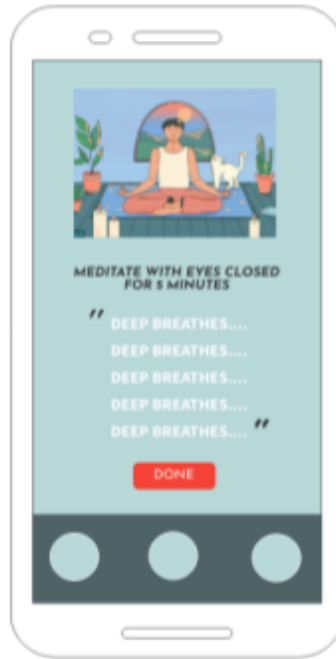 MEDITATE WITH EYES CLOSED
FOR 5 MINUTES
" DEEP BREATHES....
DEEP BREATHES....
DEEP BREATHES....
DEEP BREATHES....
DEEP BREATHES.... "
DONE